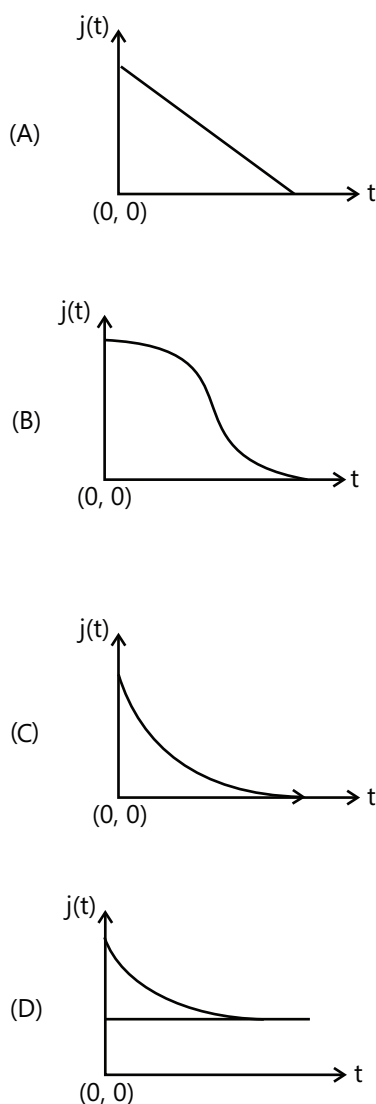 j(t)
(A)
t
(0, 0)
j(t)
(B)
t
(0, 0)
j(t)
(C)
t
(0, 0)
j(t)
(D)
t
(0, 0)